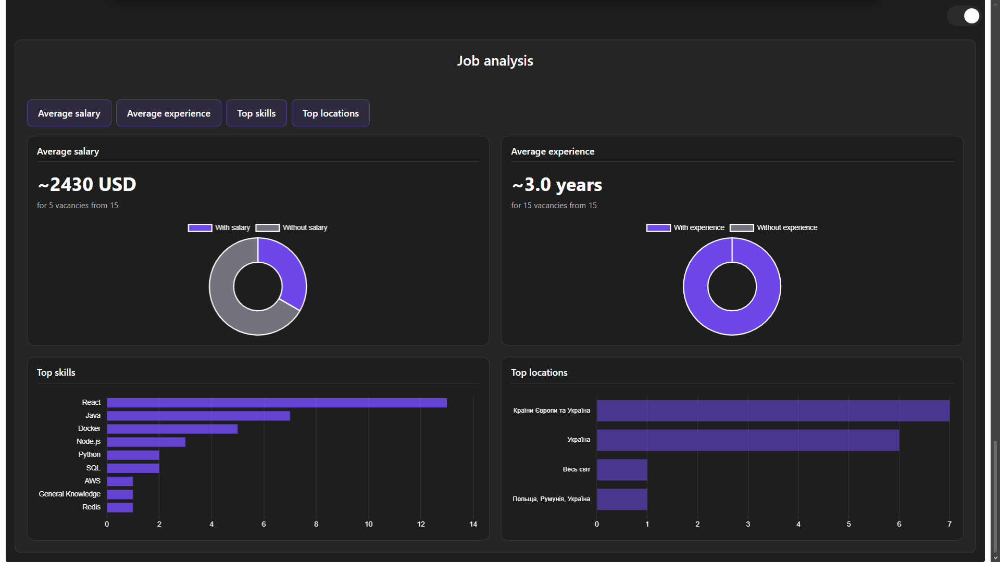 Job analysis
Average salary
Average experience
Top skills
Top locations
Average salary
~2430 USD
for 5 vacancies from 15
With salary
Without salary
Average experience
~3.0 years
for 15 vacancies from 15
With experience
Without experience
Top skills
React
Java
Docker
Node.js
Python
SQL
AWS
General Knowledge
Redis
0 2 4 6 8 10 12 14
Top locations
Країни Європи та Україна
Україна
Весь світ
Польща, Румунія, Україна
0 1 2 3 4 5 6 7